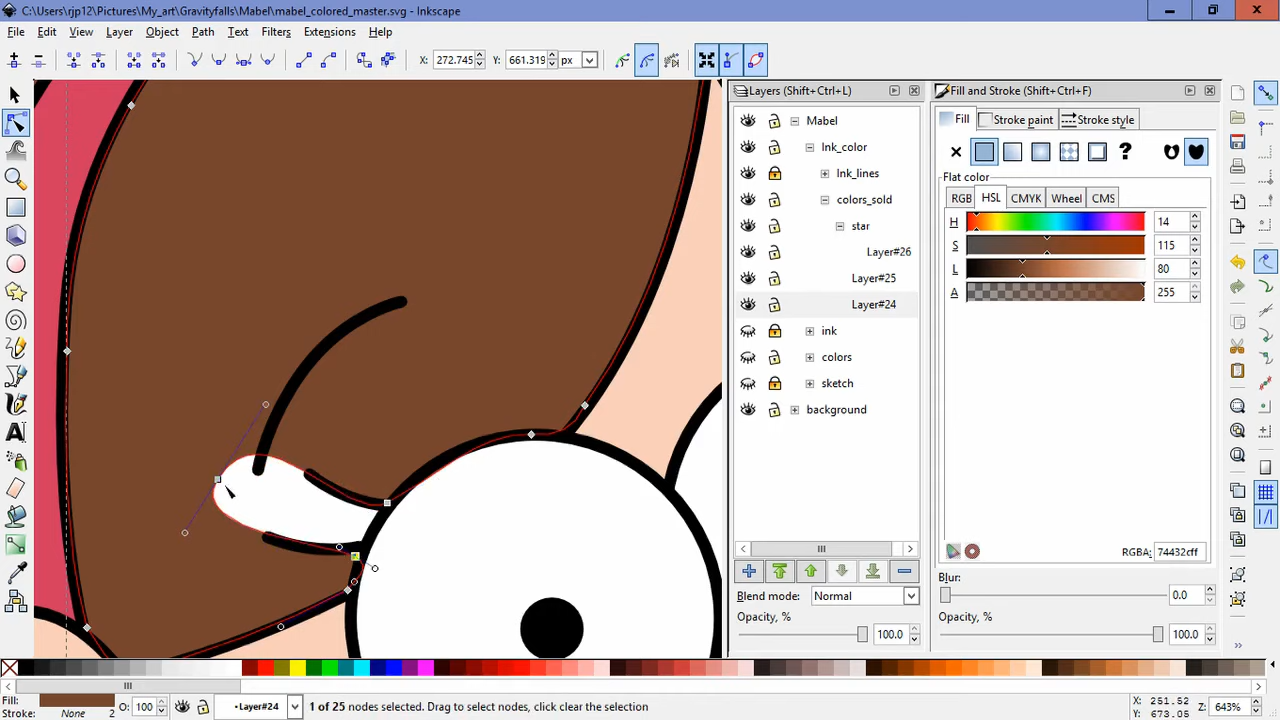 C:\Users\rjp12\Pictures\My_art\Gravityfalls\Mabel\mabel_colored_master.svg - Inkscape
File Edit View Layer Object Path Text Filters Extensions Help
X: 272.745 Y: 661.319 px
Layers (Shift+Ctrl+L)
Fill and Stroke (Shift+Ctrl+F)
Mabel
Ink_color
Ink_lines
colors_sold
star
Layer#26
Layer#25
Layer#24
ink
colors
sketch
background
Blend mode: Normal
Opacity, % 100.0
Fill Stroke paint Stroke style
?
Flat color
RGB HSL CMYK Wheel CMS
H 14
S 115
L 80
A 255
RGBA: 74432cff
Blur: 0.0
Opacity, % 100.0
Fill:
Stroke: None 2
O: 100
•Layer#24
1 of 25 nodes selected. Drag to select nodes, click clear the selection
X: 251.52
Y: 673.05
Z: 643%